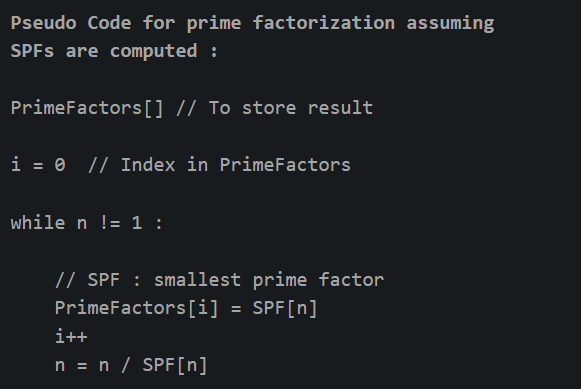 Pseudo Code for prime factorization assuming
SPFs are computed :
PrimeFactors[] // To store result
i = 0  // Index in PrimeFactors
while n != 1 :
    // SPF : smallest prime factor
    PrimeFactors[i] = SPF[n]
    i++
    n = n / SPF[n]